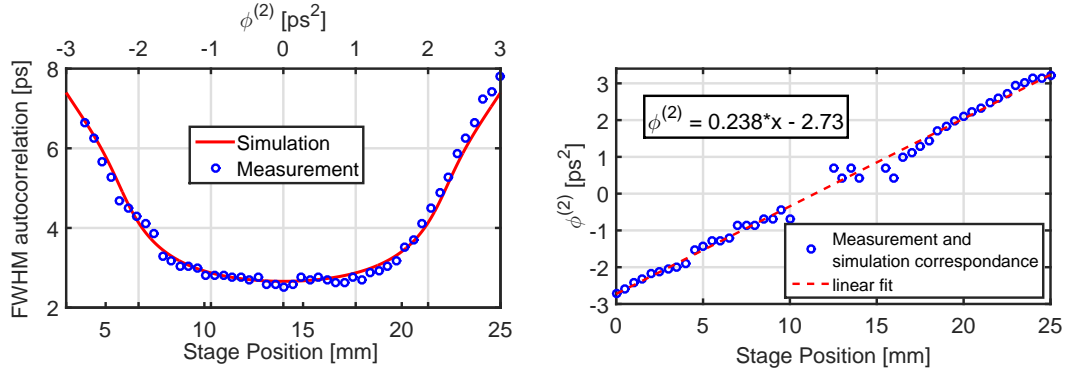 ϕ(2) [ps2]
-3 -2 -1 0 1 2 3
FWHM autocorrelation [ps]
8
6
4
2
Simulation
Measurement
5 10 15 20 25
Stage Position [mm]
ϕ(2) [ps2]
3
2
1
0
-1
-2
-3
ϕ(2) = 0.238*x - 2.73
Measurement and
simulation correspondance
linear fit
0 5 10 15 20 25
Stage Position [mm]